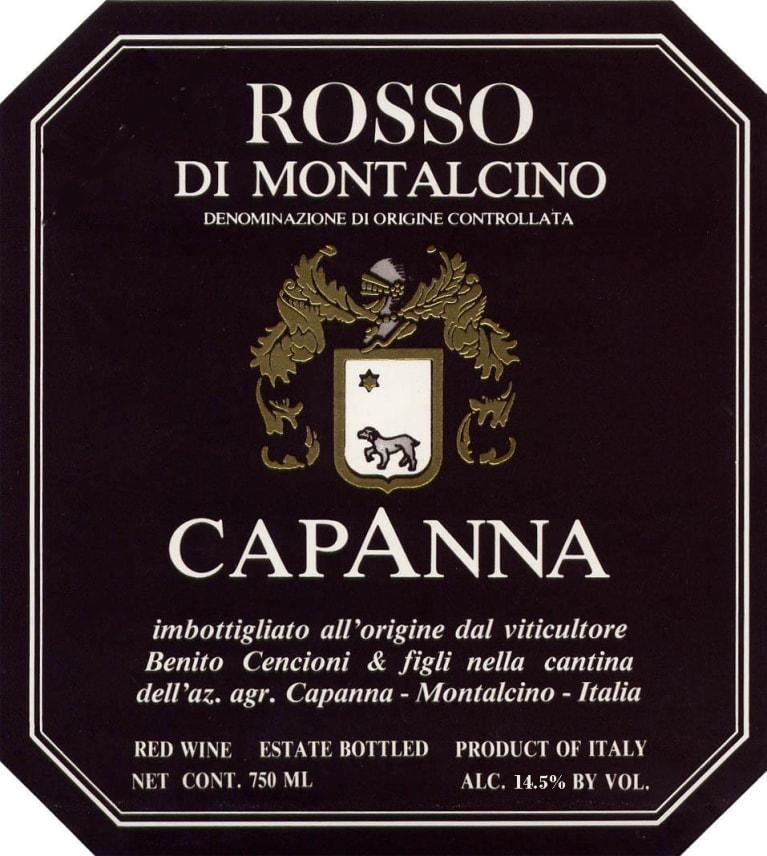 ROSSO
DI MONTALCINO
DENOMINAZIONE DI ORIGINE CONTROLLATA
CAPANNA
imbottigliato all'origine dal viticultore
Benito Cencioni & figli nella cantina
dell'az. agr. Capanna - Montalcino - Italia
RED WINE ESTATE BOTTLED PRODUCT OF ITALY
NET CONT. 750 ML ALC. 14.5% BY VOL.